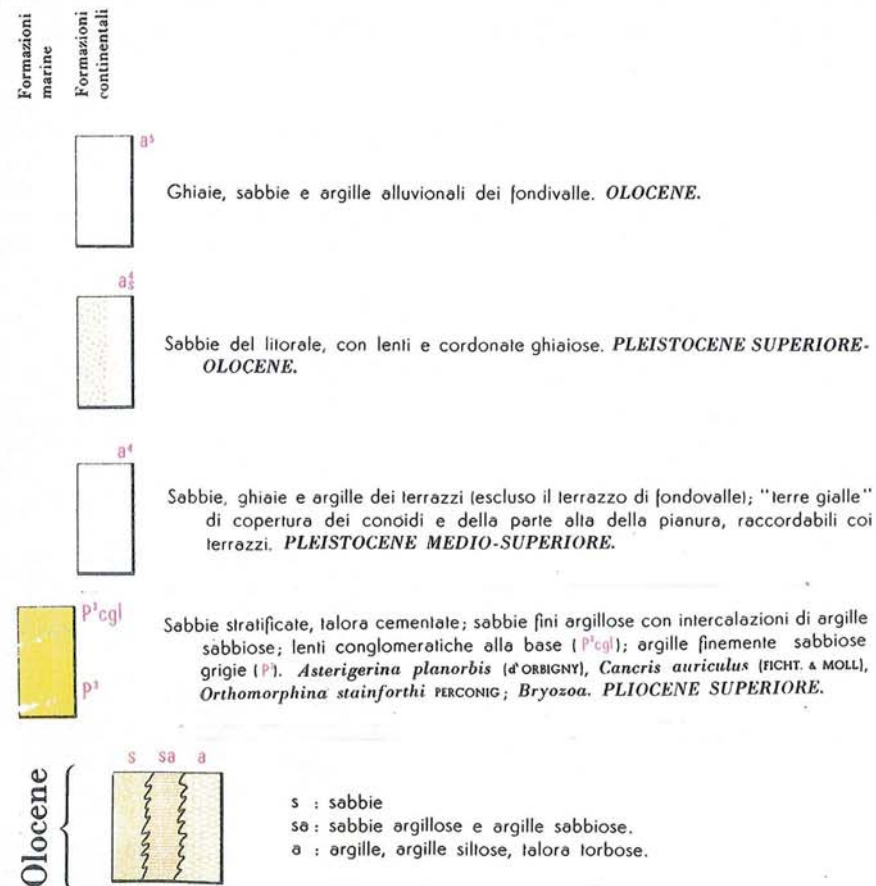 Formazioni
marine
Formazioni
continentali
a⁵
Ghiaie, sabbie e argille alluvionali dei fondivalle. OLOCENE.
a⁴ₛ
Sabbie del litorale, con lenti e cordonate ghiaiose. PLEISTOCENE SUPERIORE-
OLOCENE.
a⁴
Sabbie, ghiaie e argille dei terrazzi (escluso il terrazzo di fondovalle); "terre gialle"
di copertura dei conoidi e della parte alta della pianura, raccordabili coi
terrazzi. PLEISTOCENE MEDIO-SUPERIORE.
P³cgl
P³
Sabbie stratificate, talora cementate; sabbie fini argillose con intercalazioni di argille
sabbiose; lenti conglomeratiche alla base (P³cgl); argille finemente sabbiose
grigie (P³). Asterigerina planorbis (d'ORBIGNY), Cancris auriculus (FICHT. & MOLL),
Orthomorphina stainforthi PERCONIG; Bryozoa. PLIOCENE SUPERIORE.
Olocene
s sa a
s : sabbie
sa : sabbie argillose e argille sabbiose.
a : argille, argille siltose, talora torbose.